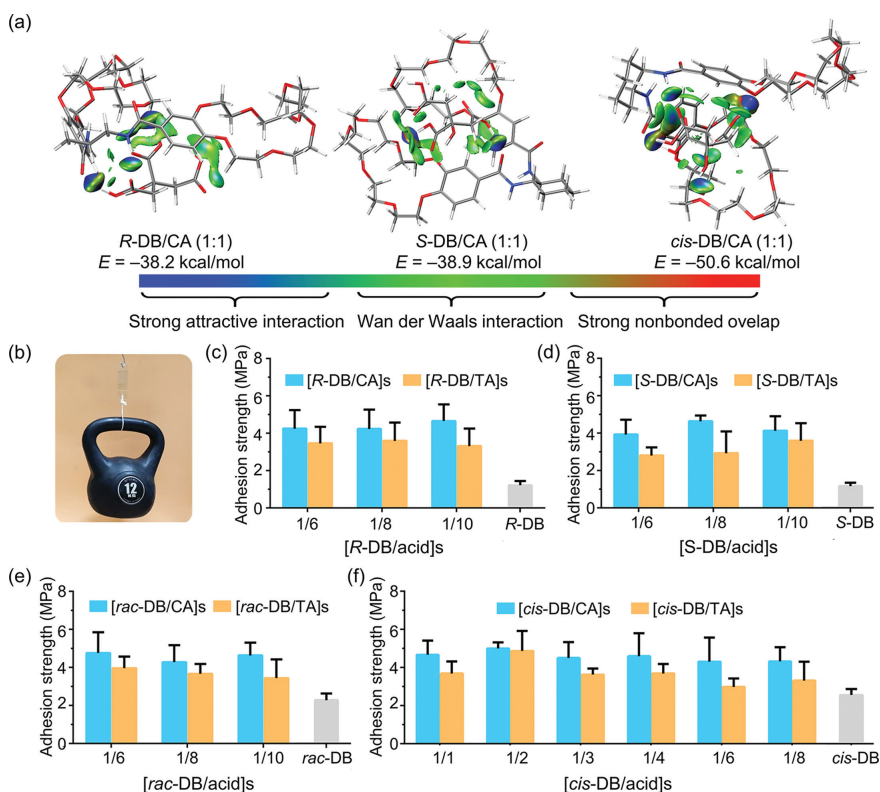 (a)
R-DB/CA (1:1)
E = –38.2 kcal/mol
S-DB/CA (1:1)
E = –38.9 kcal/mol
cis-DB/CA (1:1)
E = –50.6 kcal/mol
Strong attractive interaction
Wan der Waals interaction
Strong nonbonded ovelap
(b)
12
(c)
Adhesion strength (MPa)
8
6
4
2
0
[R-DB/CA]s
[R-DB/TA]s
1/6
1/8
1/10
R-DB
[R-DB/acid]s
(d)
Adhesion strength (MPa)
8
6
4
2
0
[S-DB/CA]s
[S-DB/TA]s
1/6
1/8
1/10
S-DB
[S-DB/acid]s
(e)
Adhesion strength (MPa)
8
6
4
2
0
[rac-DB/CA]s
[rac-DB/TA]s
1/6
1/8
1/10
rac-DB
[rac-DB/acid]s
(f)
Adhesion strength (MPa)
8
6
4
2
0
[cis-DB/CA]s
[cis-DB/TA]s
1/1
1/2
1/3
1/4
1/6
1/8
cis-DB
[cis-DB/acid]s